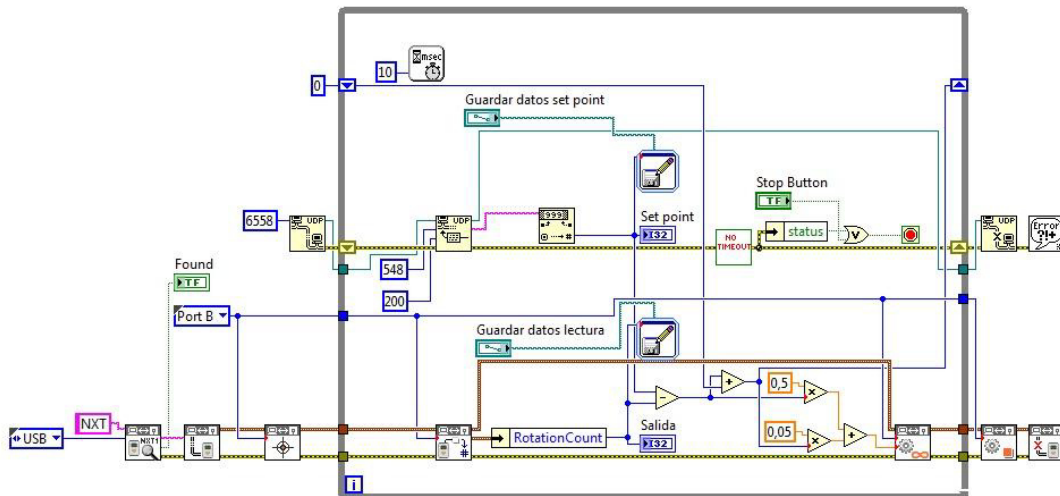 msec
10
0
Guardar datos set point
UDP
UDP
999
Stop Button
TF
6558
Set point
I32
NO
TIMEOUT
status
V
UDP
Error
?!+
548
Found
TF
200
Port B
Guardar datos lectura
0,5
NXT
USB
NXT1
RotationCount
Salida
I32
0,05
i